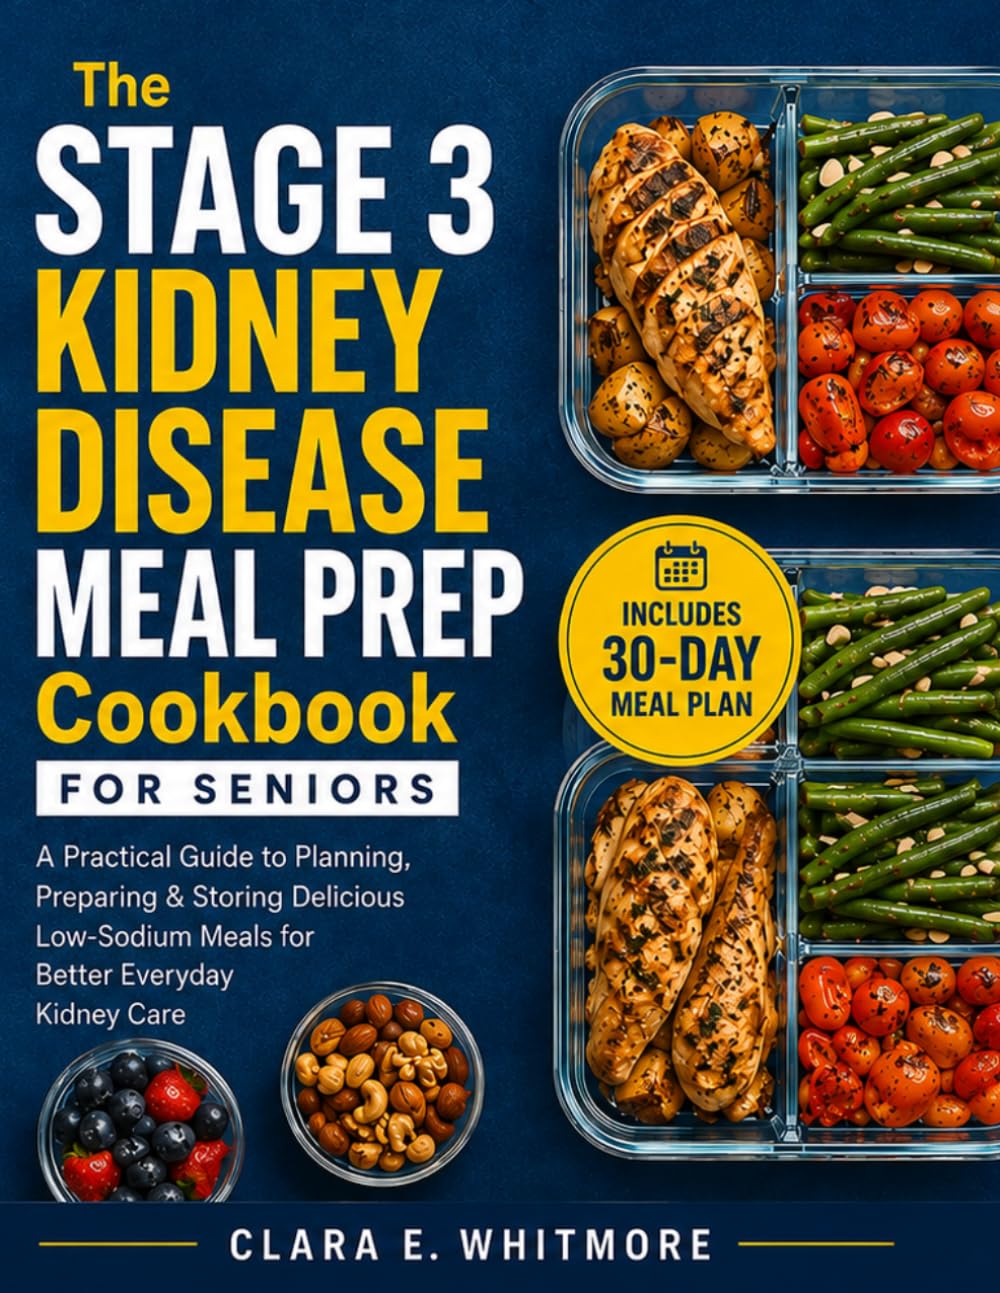 The
STAGE 3
KIDNEY
DISEASE
MEAL PREP
Cookbook
FOR SENIORS
A Practical Guide to Planning,
Preparing & Storing Delicious
Low-Sodium Meals for
Better Everyday
Kidney Care
INCLUDES
30-DAY
MEAL PLAN
CLARA E. WHITMORE